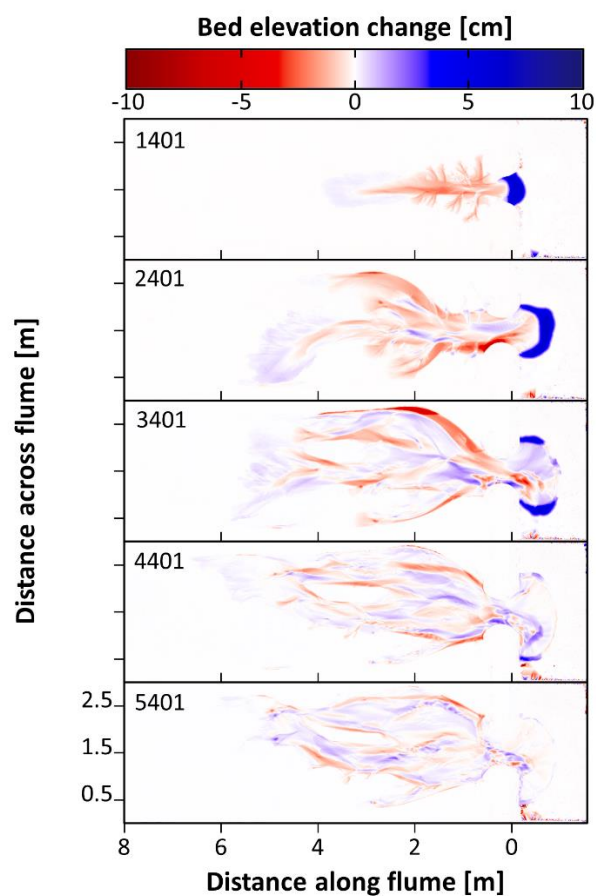 Bed elevation change [cm]
-10 -5 0 5 10
1401
2401
3401
4401
5401
2.5
1.5
0.5
8 6 4 2 0
Distance along flume [m]
Distance across flume [m]